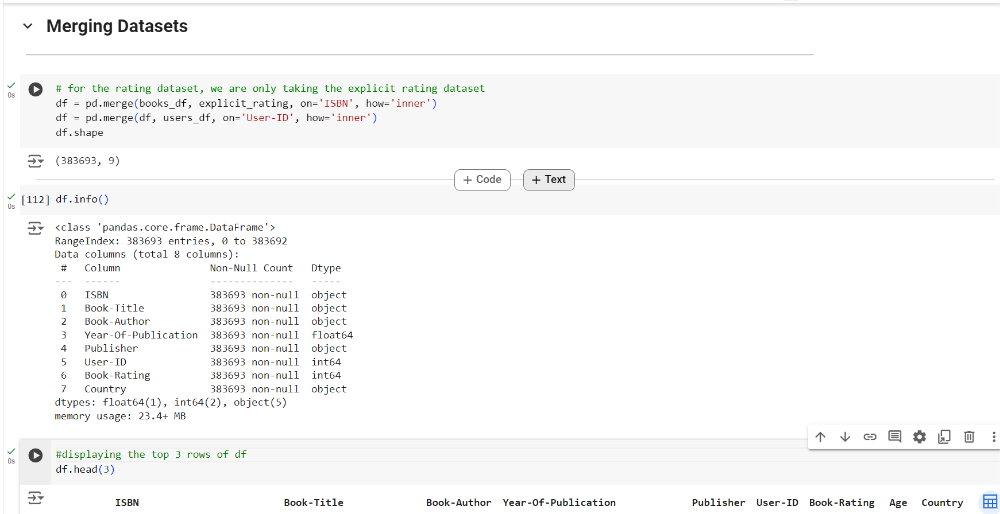 Merging Datasets
0s
# for the rating dataset, we are only taking the explicit rating dataset
df = pd.merge(books_df, explicit_rating, on='ISBN', how='inner')
df = pd.merge(df, users_df, on='User-ID', how='inner')
df.shape
(383693, 9)
+ Code + Text
0s
[112] df.info()
<class 'pandas.core.frame.DataFrame'>
RangeIndex: 383693 entries, 0 to 383692
Data columns (total 8 columns):
 #   Column               Non-Null Count   Dtype
---  ------               --------------   -----
 0   ISBN                 383693 non-null  object
 1   Book-Title           383693 non-null  object
 2   Book-Author          383693 non-null  object
 3   Year-Of-Publication  383693 non-null  float64
 4   Publisher            383693 non-null  object
 5   User-ID              383693 non-null  int64
 6   Book-Rating          383693 non-null  int64
 7   Country              383693 non-null  object
dtypes: float64(1), int64(2), object(5)
memory usage: 23.4+ MB
0s
#displaying the top 3 rows of df
df.head(3)
ISBN Book-Title Book-Author Year-Of-Publication Publisher User-ID Book-Rating Age Country